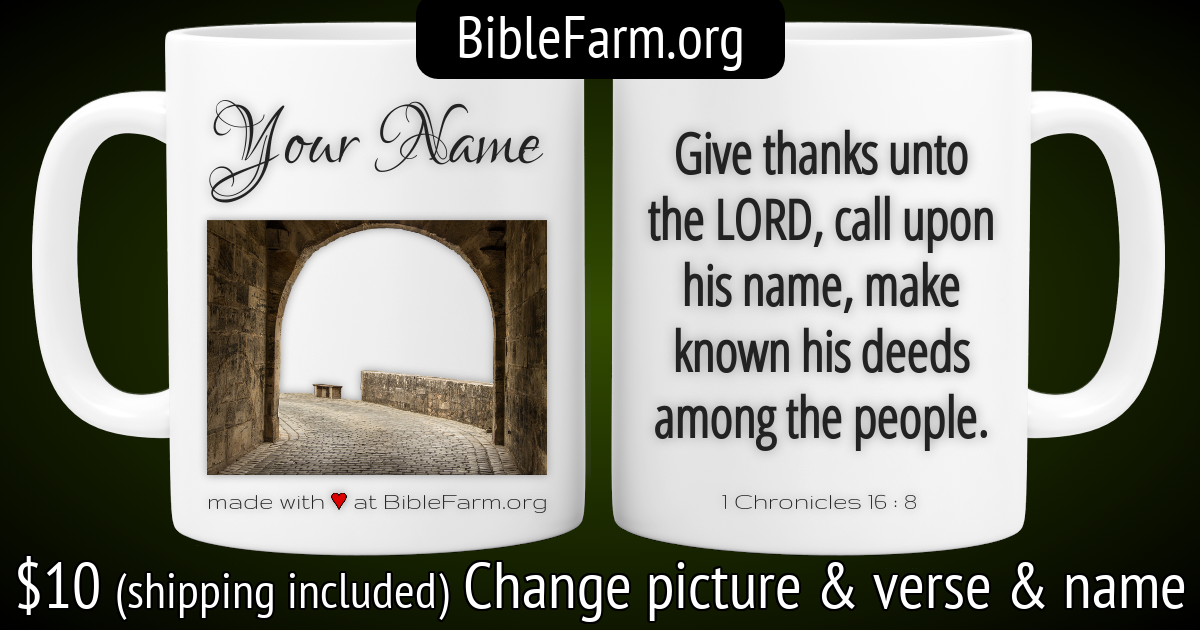 BibleFarm.org
Your Name
made with ❤ at BibleFarm.org
Give thanks unto
the LORD, call upon
his name, make
known his deeds
among the people.
1 Chronicles 16 : 8
$10 (shipping included) Change picture & verse & name